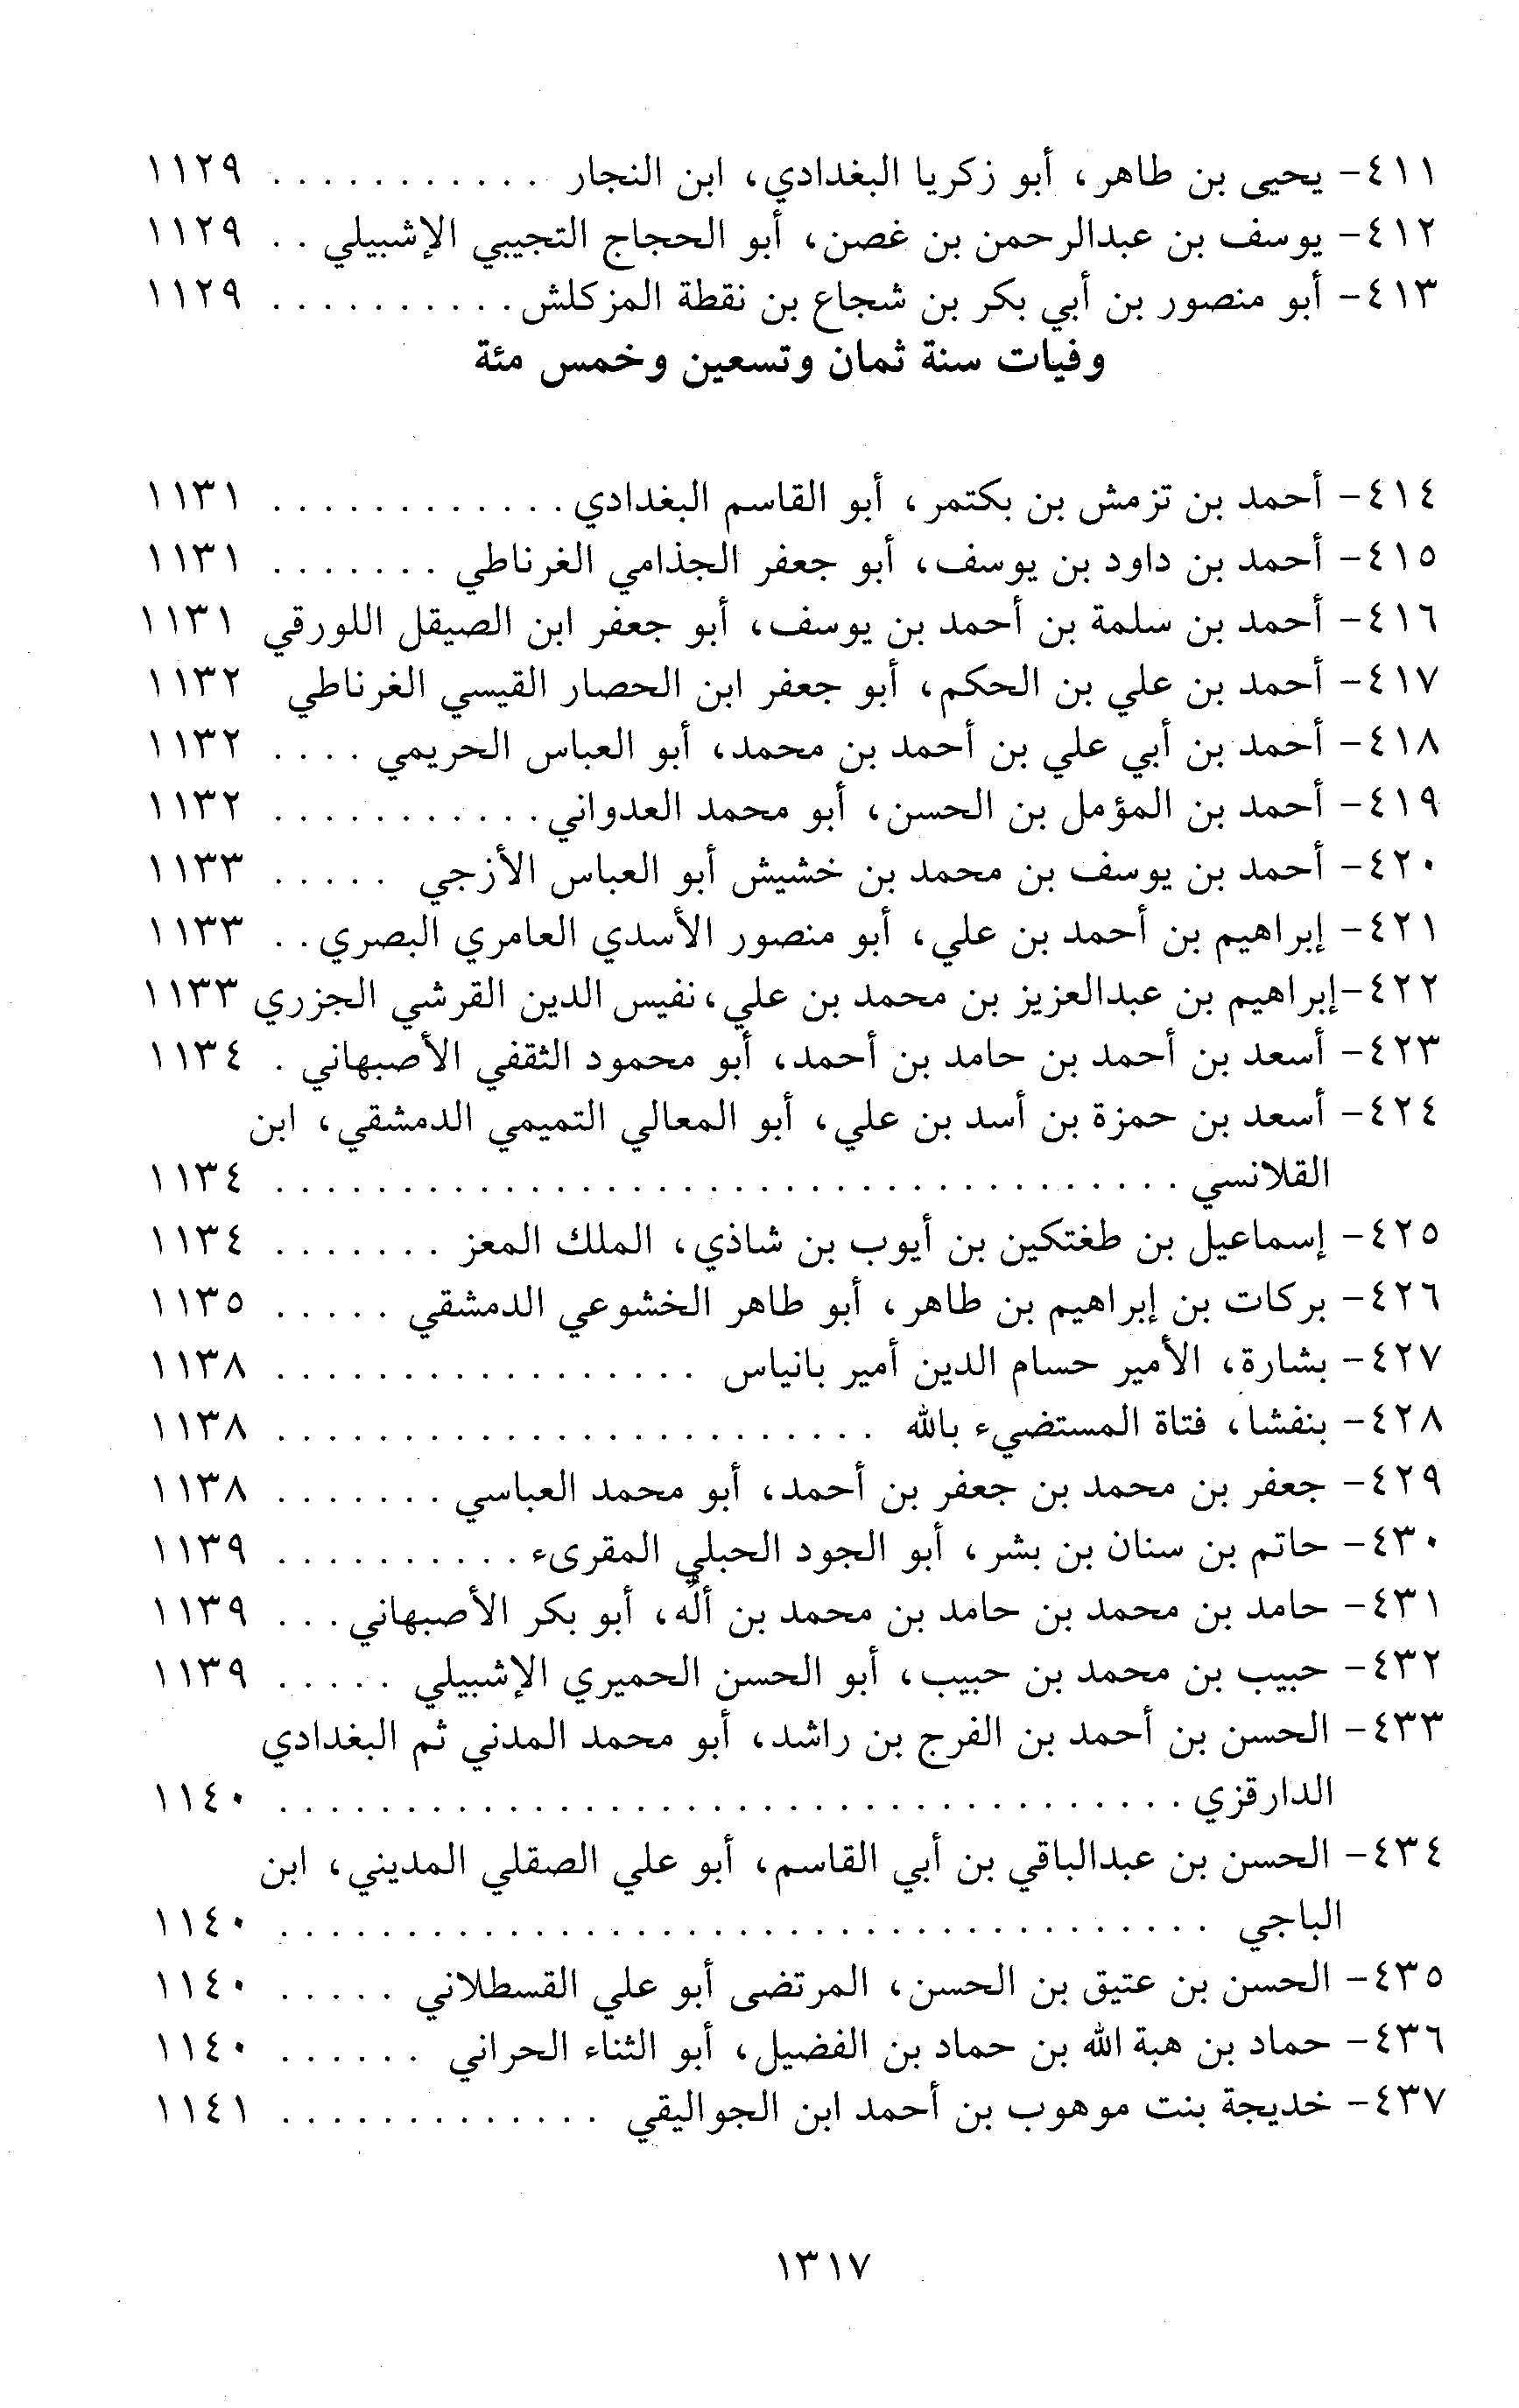 ٤١١- يحيى بن طاهر، أبو زكريا البغدادي، ابن النجار . . . . . . . . . . . ١١٢٩
٤١٢- يوسف بن عبدالرحمن بن غصن، أبو الحجاج التجيبي الإشبيلي . . ١١٢٩
٤١٣- أبو منصور بن أبي بكر بن شجاع بن نقطة المزكلش . . . . . . . . . . ١١٢٩
وفيات سنة ثمان وتسعين وخمس مئة
٤١٤- أحمد بن تزمش بن بكتمر، أبو القاسم البغدادي . . . . . . . . . . . . ١١٣١
٤١٥- أحمد بن داود بن يوسف، أبو جعفر الجذامي الغرناطي . . . . . . . ١١٣١
٤١٦- أحمد بن سلمة بن أحمد بن يوسف، أبو جعفر ابن الصيقل اللورقي ١١٣١
٤١٧- أحمد بن علي بن الحكم، أبو جعفر ابن الحصار القيسي الغرناطي ١١٣٢
٤١٨- أحمد بن أبي علي بن أحمد بن محمد، أبو العباس الحريمي . . . . ١١٣٢
٤١٩- أحمد بن المؤمل بن الحسن، أبو محمد العدواني . . . . . . . . . . . ١١٣٢
٤٢٠- أحمد بن يوسف بن محمد بن خشيش أبو العباس الأزجي . . . . . ١١٣٣
٤٢١- إبراهيم بن أحمد بن علي، أبو منصور الأسدي العامري البصري . . ١١٣٣
٤٢٢-إبراهيم بن عبدالعزيز بن محمد بن علي،نفيس الدين القرشي الجزري ١١٣٣
٤٢٣- أسعد بن أحمد بن حامد بن أحمد، أبو محمود الثقفي الأصبهاني . ١١٣٤
٤٢٤- أسعد بن حمزة بن أسد بن علي، أبو المعالي التميمي الدمشقي، ابن
القلانسي . . . . . . . . . . . . . . . . . . . . . . . . . . . . . . . . . . . ١١٣٤
٤٢٥- إسماعيل بن طغتكين بن أيوب بن شاذي، الملك المعز . . . . . . . ١١٣٤
٤٢٦- بركات بن إبراهيم بن طاهر، أبو طاهر الخشوعي الدمشقي . . . . . ١١٣٥
٤٢٧- بشارة، الأمير حسام الدين أمير بانياس . . . . . . . . . . . . . . . . . ١١٣٨
٤٢٨- بنفشا، فتاة المستضيء بالله . . . . . . . . . . . . . . . . . . . . . . . . ١١٣٨
٤٢٩- جعفر بن محمد بن جعفر بن أحمد، أبو محمد العباسي . . . . . . . ١١٣٨
٤٣٠- حاتم بن سنان بن بشر، أبو الجود الحبلي المقرىء . . . . . . . . . . ١١٣٩
٤٣١- حامد بن محمد بن حامد بن محمد بن ألُه، أبو بكر الأصبهاني . . . ١١٣٩
٤٣٢- حبيب بن محمد بن حبيب، أبو الحسن الحميري الإشبيلي . . . . . ١١٣٩
٤٣٣- الحسن بن أحمد بن الفرج بن راشد، أبو محمد المدني ثم البغدادي
الدارقزي . . . . . . . . . . . . . . . . . . . . . . . . . . . . . . . . . . . ١١٤٠
٤٣٤- الحسن بن عبدالباقي بن أبي القاسم، أبو علي الصقلي المديني، ابن
الباجي . . . . . . . . . . . . . . . . . . . . . . . . . . . . . . . . . . . . ١١٤٠
٤٣٥- الحسن بن عتيق بن الحسن، المرتضى أبو علي القسطلاني . . . . . ١١٤٠
٤٣٦- حماد بن هبة الله بن حماد بن الفضيل، أبو الثناء الحراني . . . . . . ١١٤٠
٤٣٧- خديجة بنت موهوب بن أحمد ابن الجواليقي . . . . . . . . . . . . . ١١٤١
١٣١٧